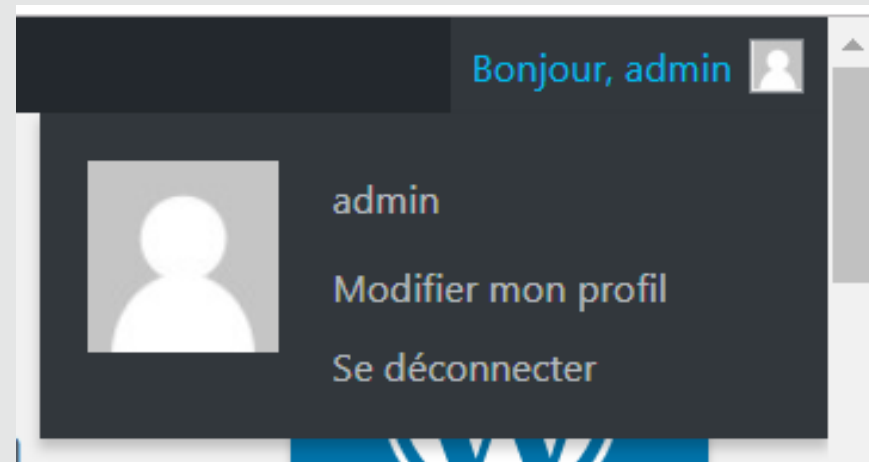 Bonjour, admin
admin
Modifier mon profil
Se déconnecter